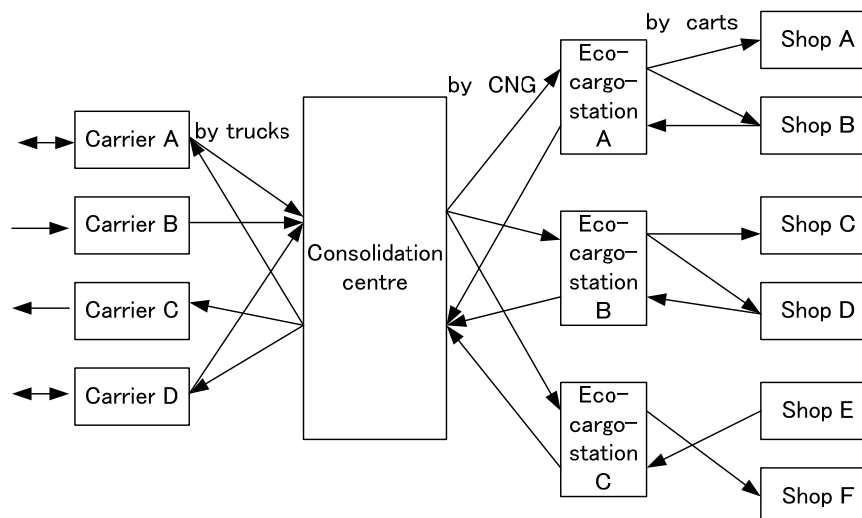 by trucks
Carrier A
Carrier B
Carrier C
Carrier D
Consolidation
centre
by CNG
Eco-
cargo-
station
A
Eco-
cargo-
station
B
Eco-
cargo-
station
C
by carts
Shop A
Shop B
Shop C
Shop D
Shop E
Shop F